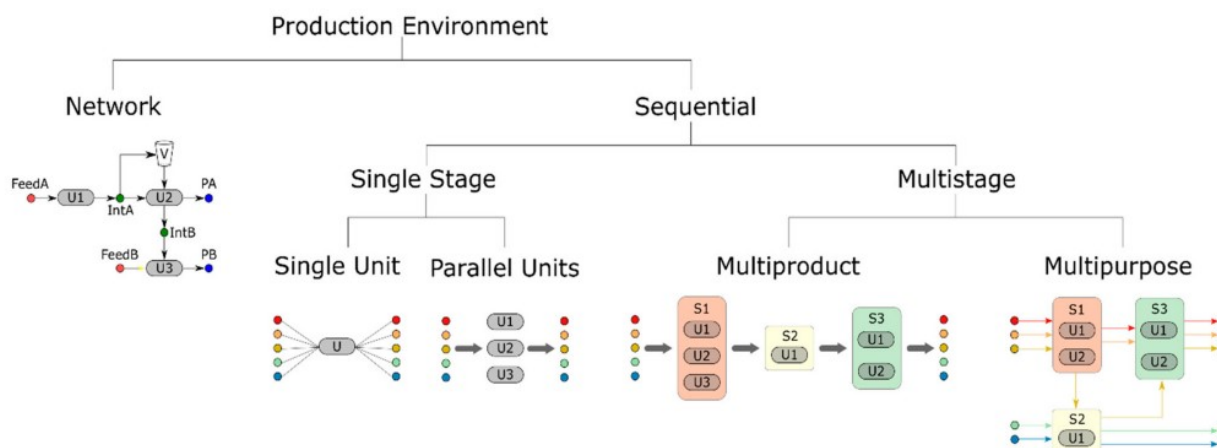 Production Environment
Network
Sequential
V
FeedA
U1
IntA
U2
PA
IntB
FeedB
U3
PB
Single Stage
Multistage
Single Unit
Parallel Units
Multiproduct
Multipurpose
U
U1
U2
U3
S1
U1
U2
U3
S2
U1
S3
U1
U2
S1
U1
U2
S3
U1
U2
S2
U1